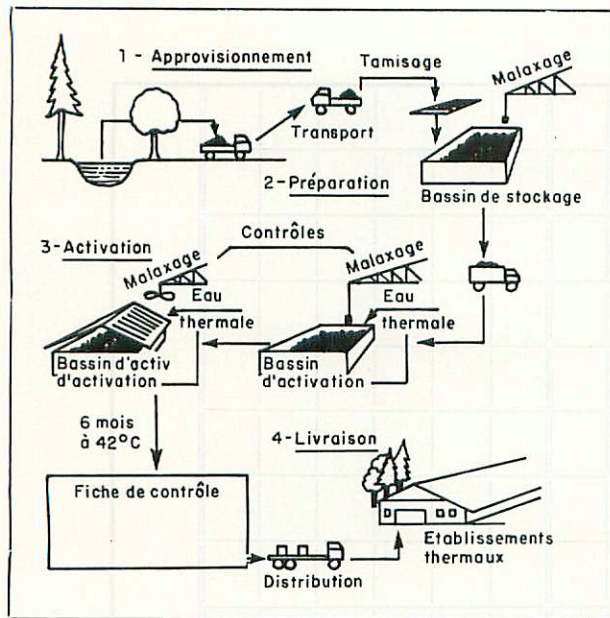 1 - Approvisionnement
Tamisage
Malaxage
Transport
2-Préparation
Bassin de stockage
Contrôles
3-Activation
Malaxage
Malaxage
Eau
thermale
Eau
thermale
Bassin d'activ
d'activation
Bassin
d'activation
6 mois
à 42°C
4-Livraison
Fiche de contrôle
Etablissements
thermaux
Distribution